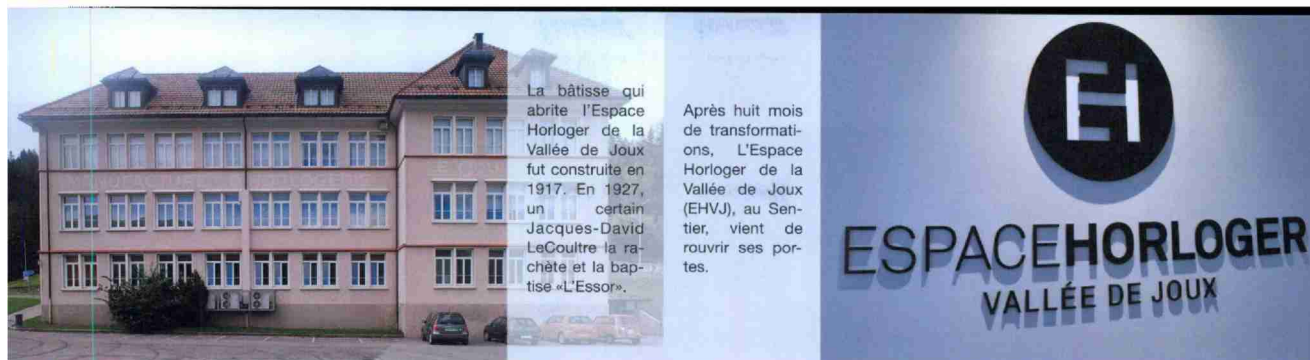 La bâtisse qui
abrite l'Espace
Horloger de la
Vallée de Joux
fut construite en
1917. En 1927,
un certain
Jacques-David
LeCoultre la ra-
chète et la bap-
tise «L'Essor».
Après huit mois
de transformati-
ons, L'Espace
Horloger de la
Vallée de Joux
(EHVJ), au Sen-
tier, vient de
rouvrir ses por-
tes.
EH
ESPACEHORLOGER
VALLÉE DE JOUX